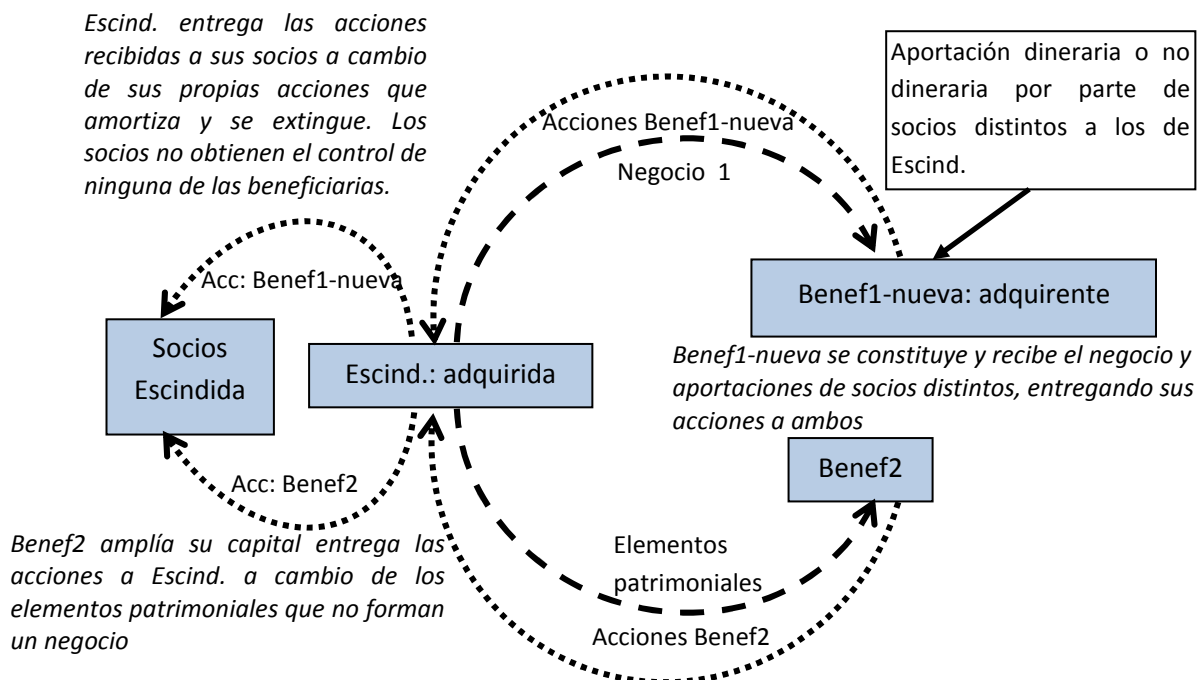 Escind. entrega las acciones
recibidas a sus socios a cambio
de sus propias acciones que
amortiza y se extingue. Los
socios no obtienen el control de
ninguna de las beneficiarias.
Aportación dineraria o no
dineraria por parte de
socios distintos a los de
Escind.
Acciones Benef1-nueva
Negocio 1
Acc: Benef1-nueva
Benef1-nueva: adquirente
Socios
Escindida
Escind.: adquirida
Benef1-nueva se constituye y recibe el negocio y
aportaciones de socios distintos, entregando sus
acciones a ambos
Benef2
Acc: Benef2
Benef2 amplía su capital entrega las
acciones a Escind. a cambio de los
elementos patrimoniales que no forman
un negocio
Elementos
patrimoniales
Acciones Benef2